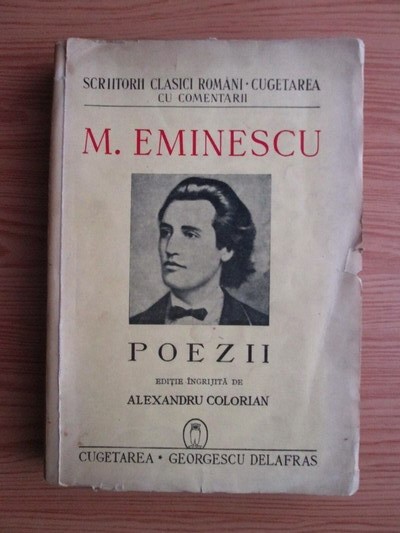 SCRIITORII CLASICI ROMÂNI • CUGETAREA
CU COMENTARII
M. EMINESCU
POEZII
EDIȚIE ÎNGRIJITĂ DE
ALEXANDRU COLORIAN
CUGETAREA • GEORGESCU DELAFRAS